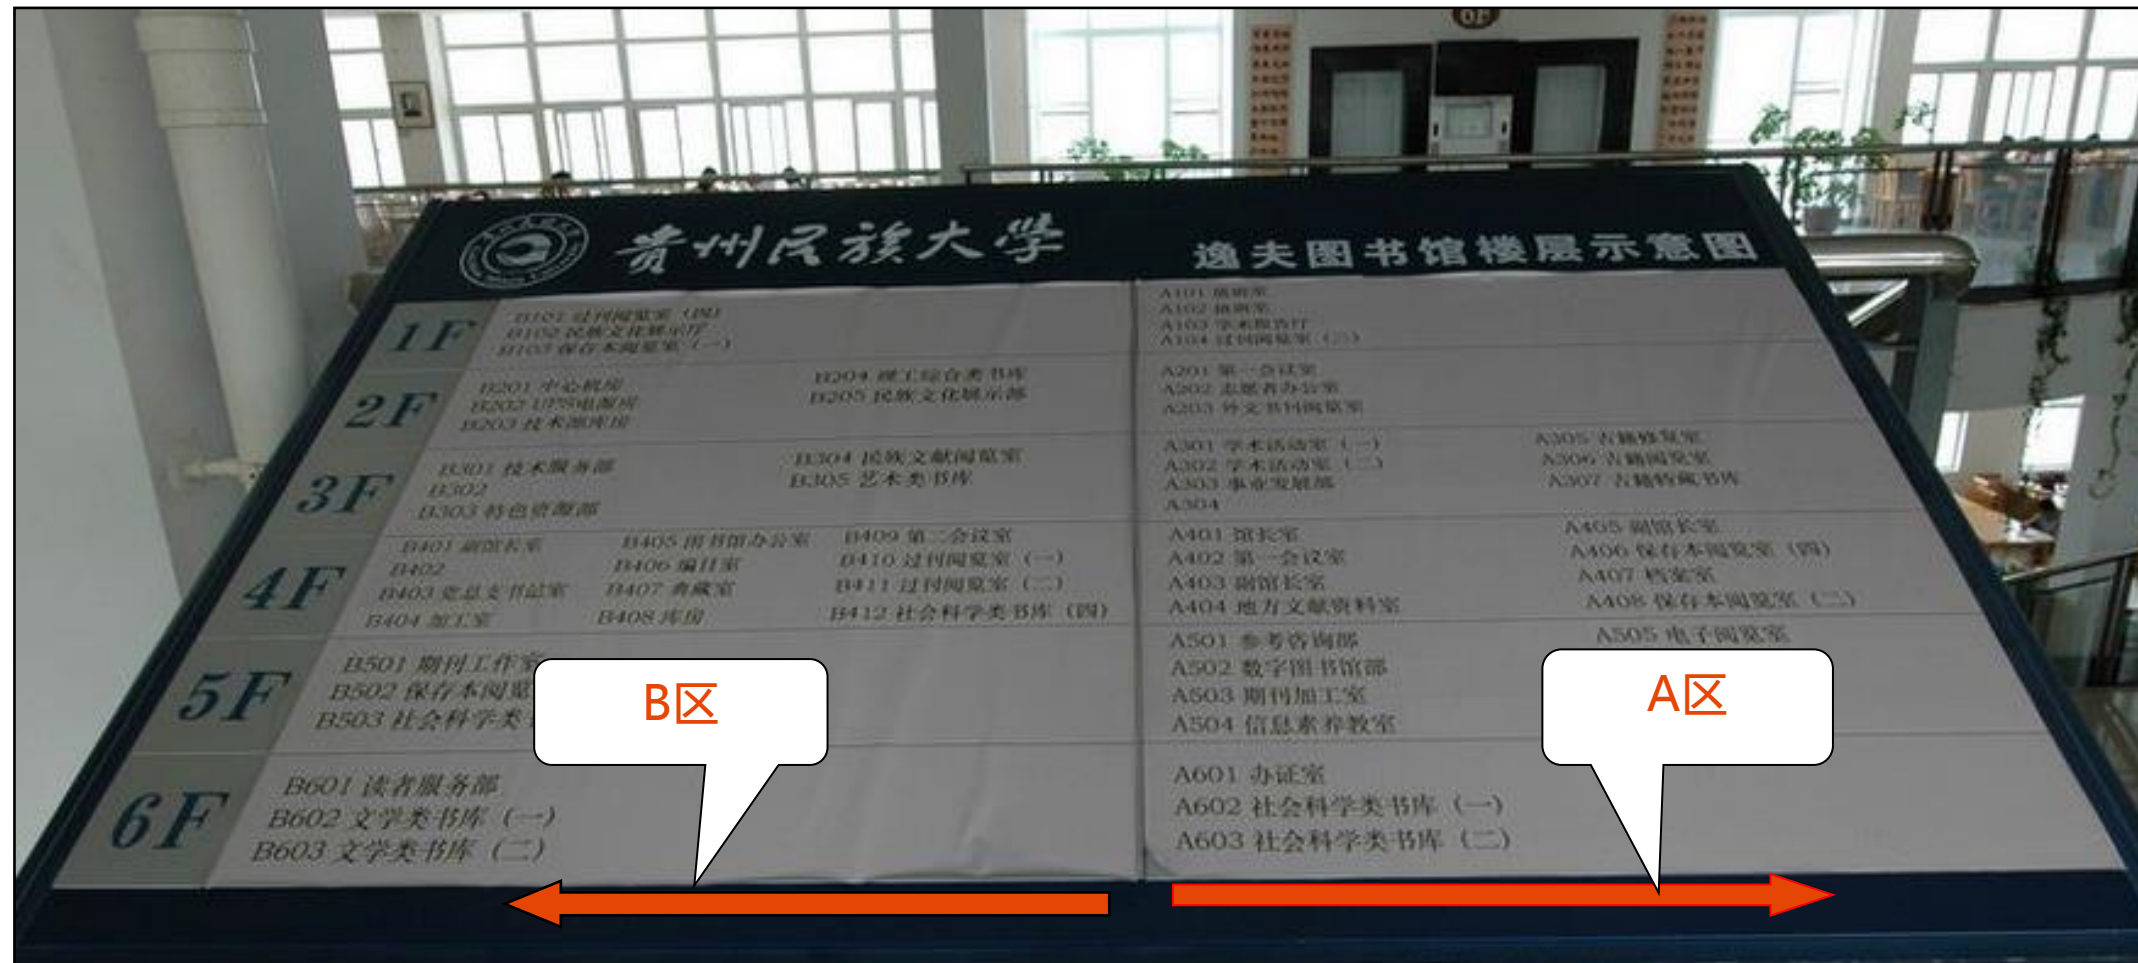 6F
贵州民族大学
逸夫图书馆楼层示意图
1F
B101 过刊阅览室（四）
B102 民族文化展示厅
B103 保存本阅览室（一）
A101 值班室
A102 值班室
A103 学术报告厅
A104 过刊阅览室（三）
2F
B201 中心机房
B202 UPS电源房
B203 技术部库房
B204 理工综合类书库
B205 民族文化展示部
A201 第一会议室
A202 志愿者办公室
A203 外文书刊阅览室
3F
B301 技术服务部
B302
B303 特色资源部
B304 民族文献阅览室
B305 艺术类书库
A301 学术活动室（一）
A302 学术活动室（二）
A303 事业发展部
A304
A305 古籍修复室
A306 古籍阅览室
A307 古籍特藏书库
4F
B401 副馆长室
B402
B403 党总支书记室
B404 加工室
B405 图书馆办公室
B406 编目室
B407 典藏室
B408 库房
B409 第二会议室
B410 过刊阅览室（一）
B411 过刊阅览室（二）
B412 社会科学类书库（四）
A401 馆长室
A402 第一会议室
A403 副馆长室
A404 地方文献资料室
A405 副馆长室
A406 保存本阅览室（四）
A407 档案室
A408 保存本阅览室（二）
5F
B501 期刊工作室
B502 保存本阅览
B503 社会科学类
A501 参考咨询部
A502 数字图书馆部
A503 期刊加工室
A504 信息素养教室
A505 电子阅览室
B区
A区
6F
B601 读者服务部
B602 文学类书库（一）
B603 文学类书库（二）
A601 办证室
A602 社会科学类书库（一）
A603 社会科学类书库（二）